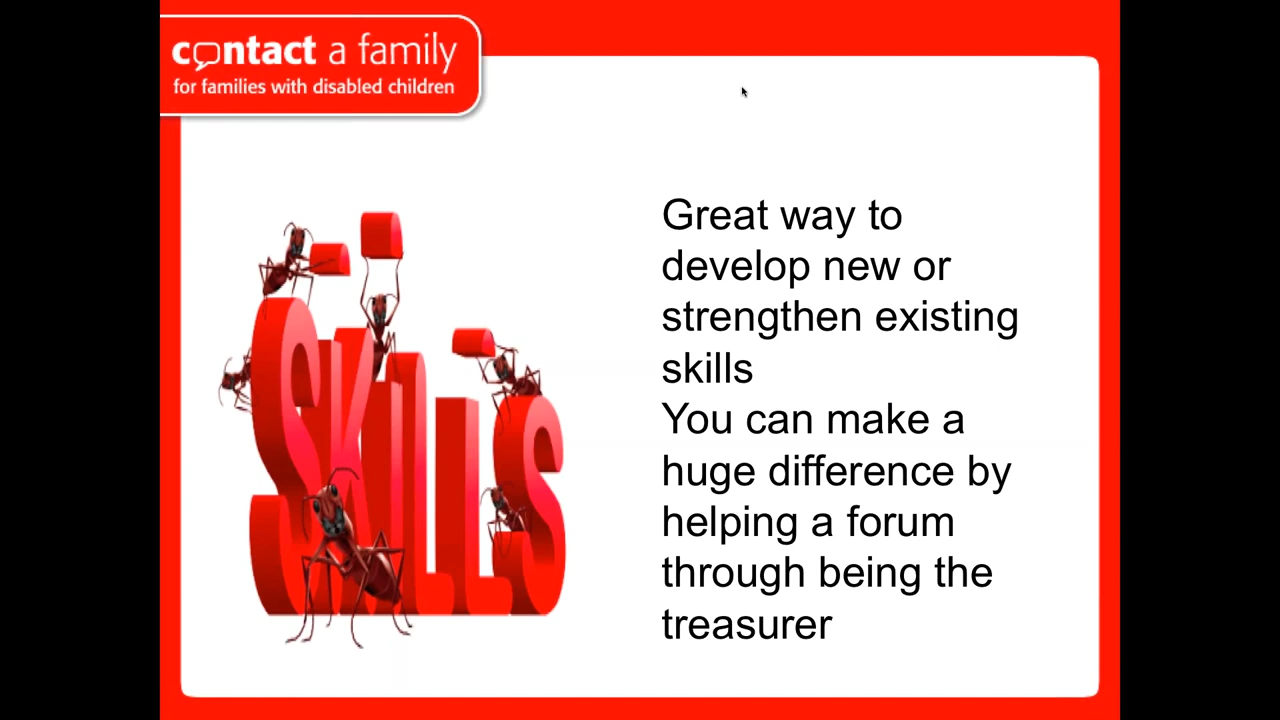 contact a family
for families with disabled children
SKILLS
Great way to
develop new or
strengthen existing
skills
You can make a
huge difference by
helping a forum
through being the
treasurer